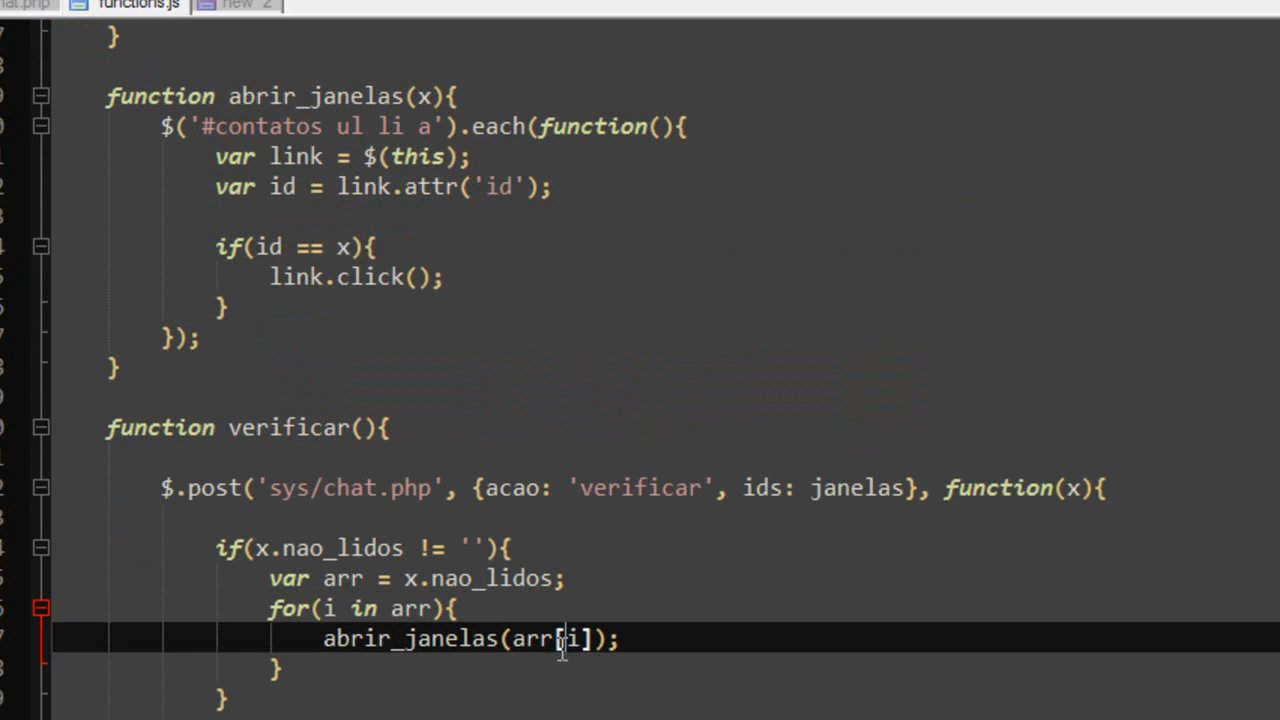 hat.php functions.js new 2
}
function abrir_janelas(x){
$('#contatos ul li a').each(function(){
var link = $(this);
var id = link.attr('id');
if(id == x){
link.click();
}
});
}
function verificar(){
$.post('sys/chat.php', {acao: 'verificar', ids: janelas}, function(x){
if(x.nao_lidos != ''){
var arr = x.nao_lidos;
for(i in arr){
abrir_janelas(arr[i]);
}
}